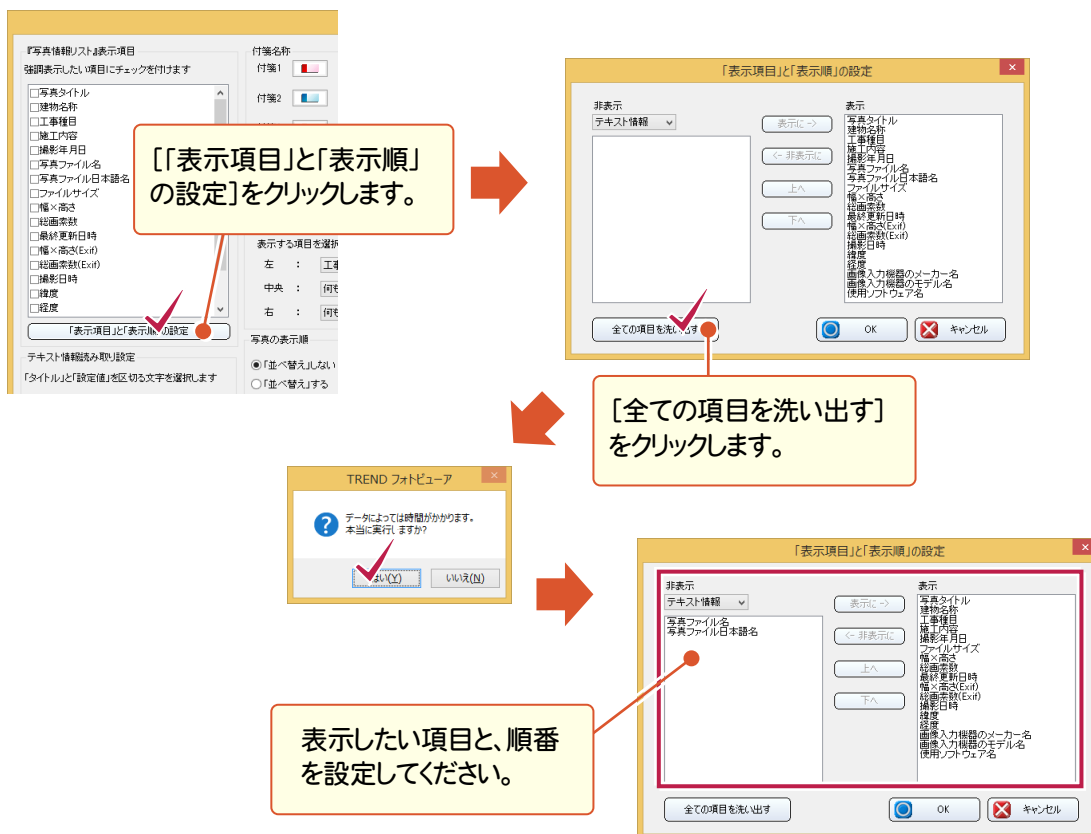 『写真情報リスト』表示項目
強調表示したい項目にチェックを付けます
写真タイトル
建物名称
工事種目
施工内容
撮影年月日
写真ファイル名
写真ファイル日本語名
ファイルサイズ
幅×高さ
総画素数
最終更新日時
幅×高さ(Exif)
総画素数(Exif)
撮影日時
緯度
経度
「表示項目」と「表示順」の設定
テキスト情報読み取り設定
「タイトル」と「設定値」を区切る文字を選択します
付箋名称
付箋1
付箋2
表示する項目を選択
左 : 工事
中央 : 何も
右 : 何も
写真の表示順
「並べ替え」しない
「並べ替え」する
[「表示項目」と「表示順」
の設定]をクリックします。
「表示項目」と「表示順」の設定
非表示
テキスト情報
表示に ->
<- 非表示に
上へ
下へ
表示
写真タイトル
建物名称
工事種目
施工内容
撮影年月日
写真ファイル名
写真ファイル日本語名
ファイルサイズ
幅×高さ
総画素数
最終更新日時
幅×高さ(Exif)
総画素数(Exif)
撮影日時
緯度
経度
画像入力機器のメーカー名
画像入力機器のモデル名
使用ソフトウェア名
全ての項目を洗い出す
OK
キャンセル
[全ての項目を洗い出す]
をクリックします。
TREND フォトビューア
データによっては時間がかかります。
本当に実行しますか?
はい(Y)
いいえ(N)
「表示項目」と「表示順」の設定
非表示
テキスト情報
写真ファイル名
写真ファイル日本語名
表示に ->
<- 非表示に
上へ
下へ
表示
写真タイトル
建物名称
工事種目
施工内容
撮影年月日
ファイルサイズ
幅×高さ
総画素数
最終更新日時
幅×高さ(Exif)
総画素数(Exif)
撮影日時
緯度
経度
画像入力機器のメーカー名
画像入力機器のモデル名
使用ソフトウェア名
全ての項目を洗い出す
OK
キャンセル
表示したい項目と、順番
を設定してください。